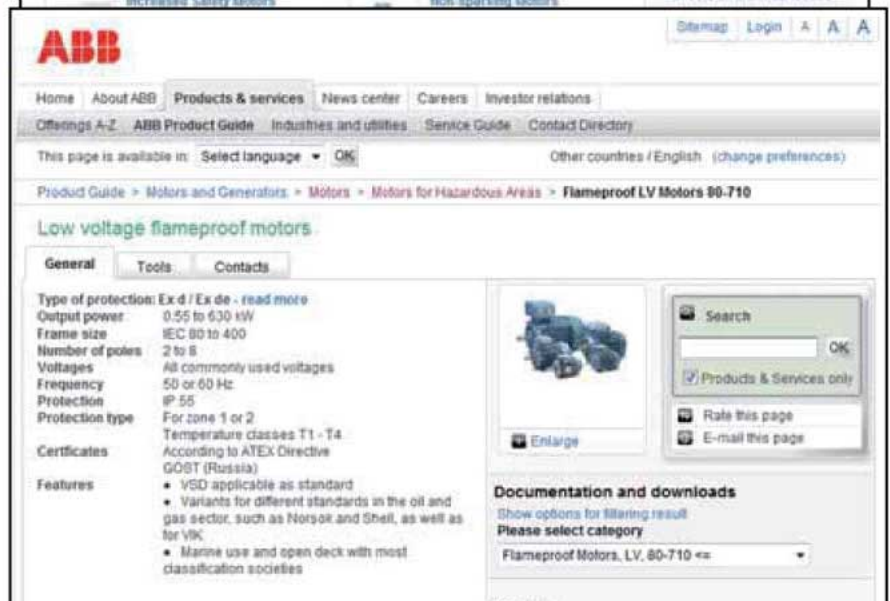 Increased Safety Motors
Non sparking Motors
Sitemap Login A A A
ABB
Home About ABB Products & services News center Careers Investor relations
Offerings A-Z ABB Product Guide Industries and utilities Service Guide Contact Directory
This page is available in: Select language OK Other countries / English (change preferences)
Product Guide > Motors and Generators > Motors > Motors for Hazardous Areas > Flameproof LV Motors 80-710
Low voltage flameproof motors
General Tools Contacts
Type of protection: Ex d / Ex de - read more
Output power 0.55 to 630 kW
Frame size IEC 80 to 400
Number of poles 2 to 8
Voltages All commonly used voltages
Frequency 50 or 60 Hz
Protection IP 55
Protection type For zone 1 or 2
Temperature classes T1 - T4
Certficates According to ATEX Directive
GOST (Russia)
Features • VSD applicable as standard
• Variants for different standards in the oil and
gas sector, such as Norsok and Shell, as well as
for VIK
• Marine use and open deck with most
classification societies
Enlarge
Search
OK
Products & Services only
Rate this page
E-mail this page
Documentation and downloads
Show options for filtering result
Please select category
Flameproof Motors, LV, 80-710 <=